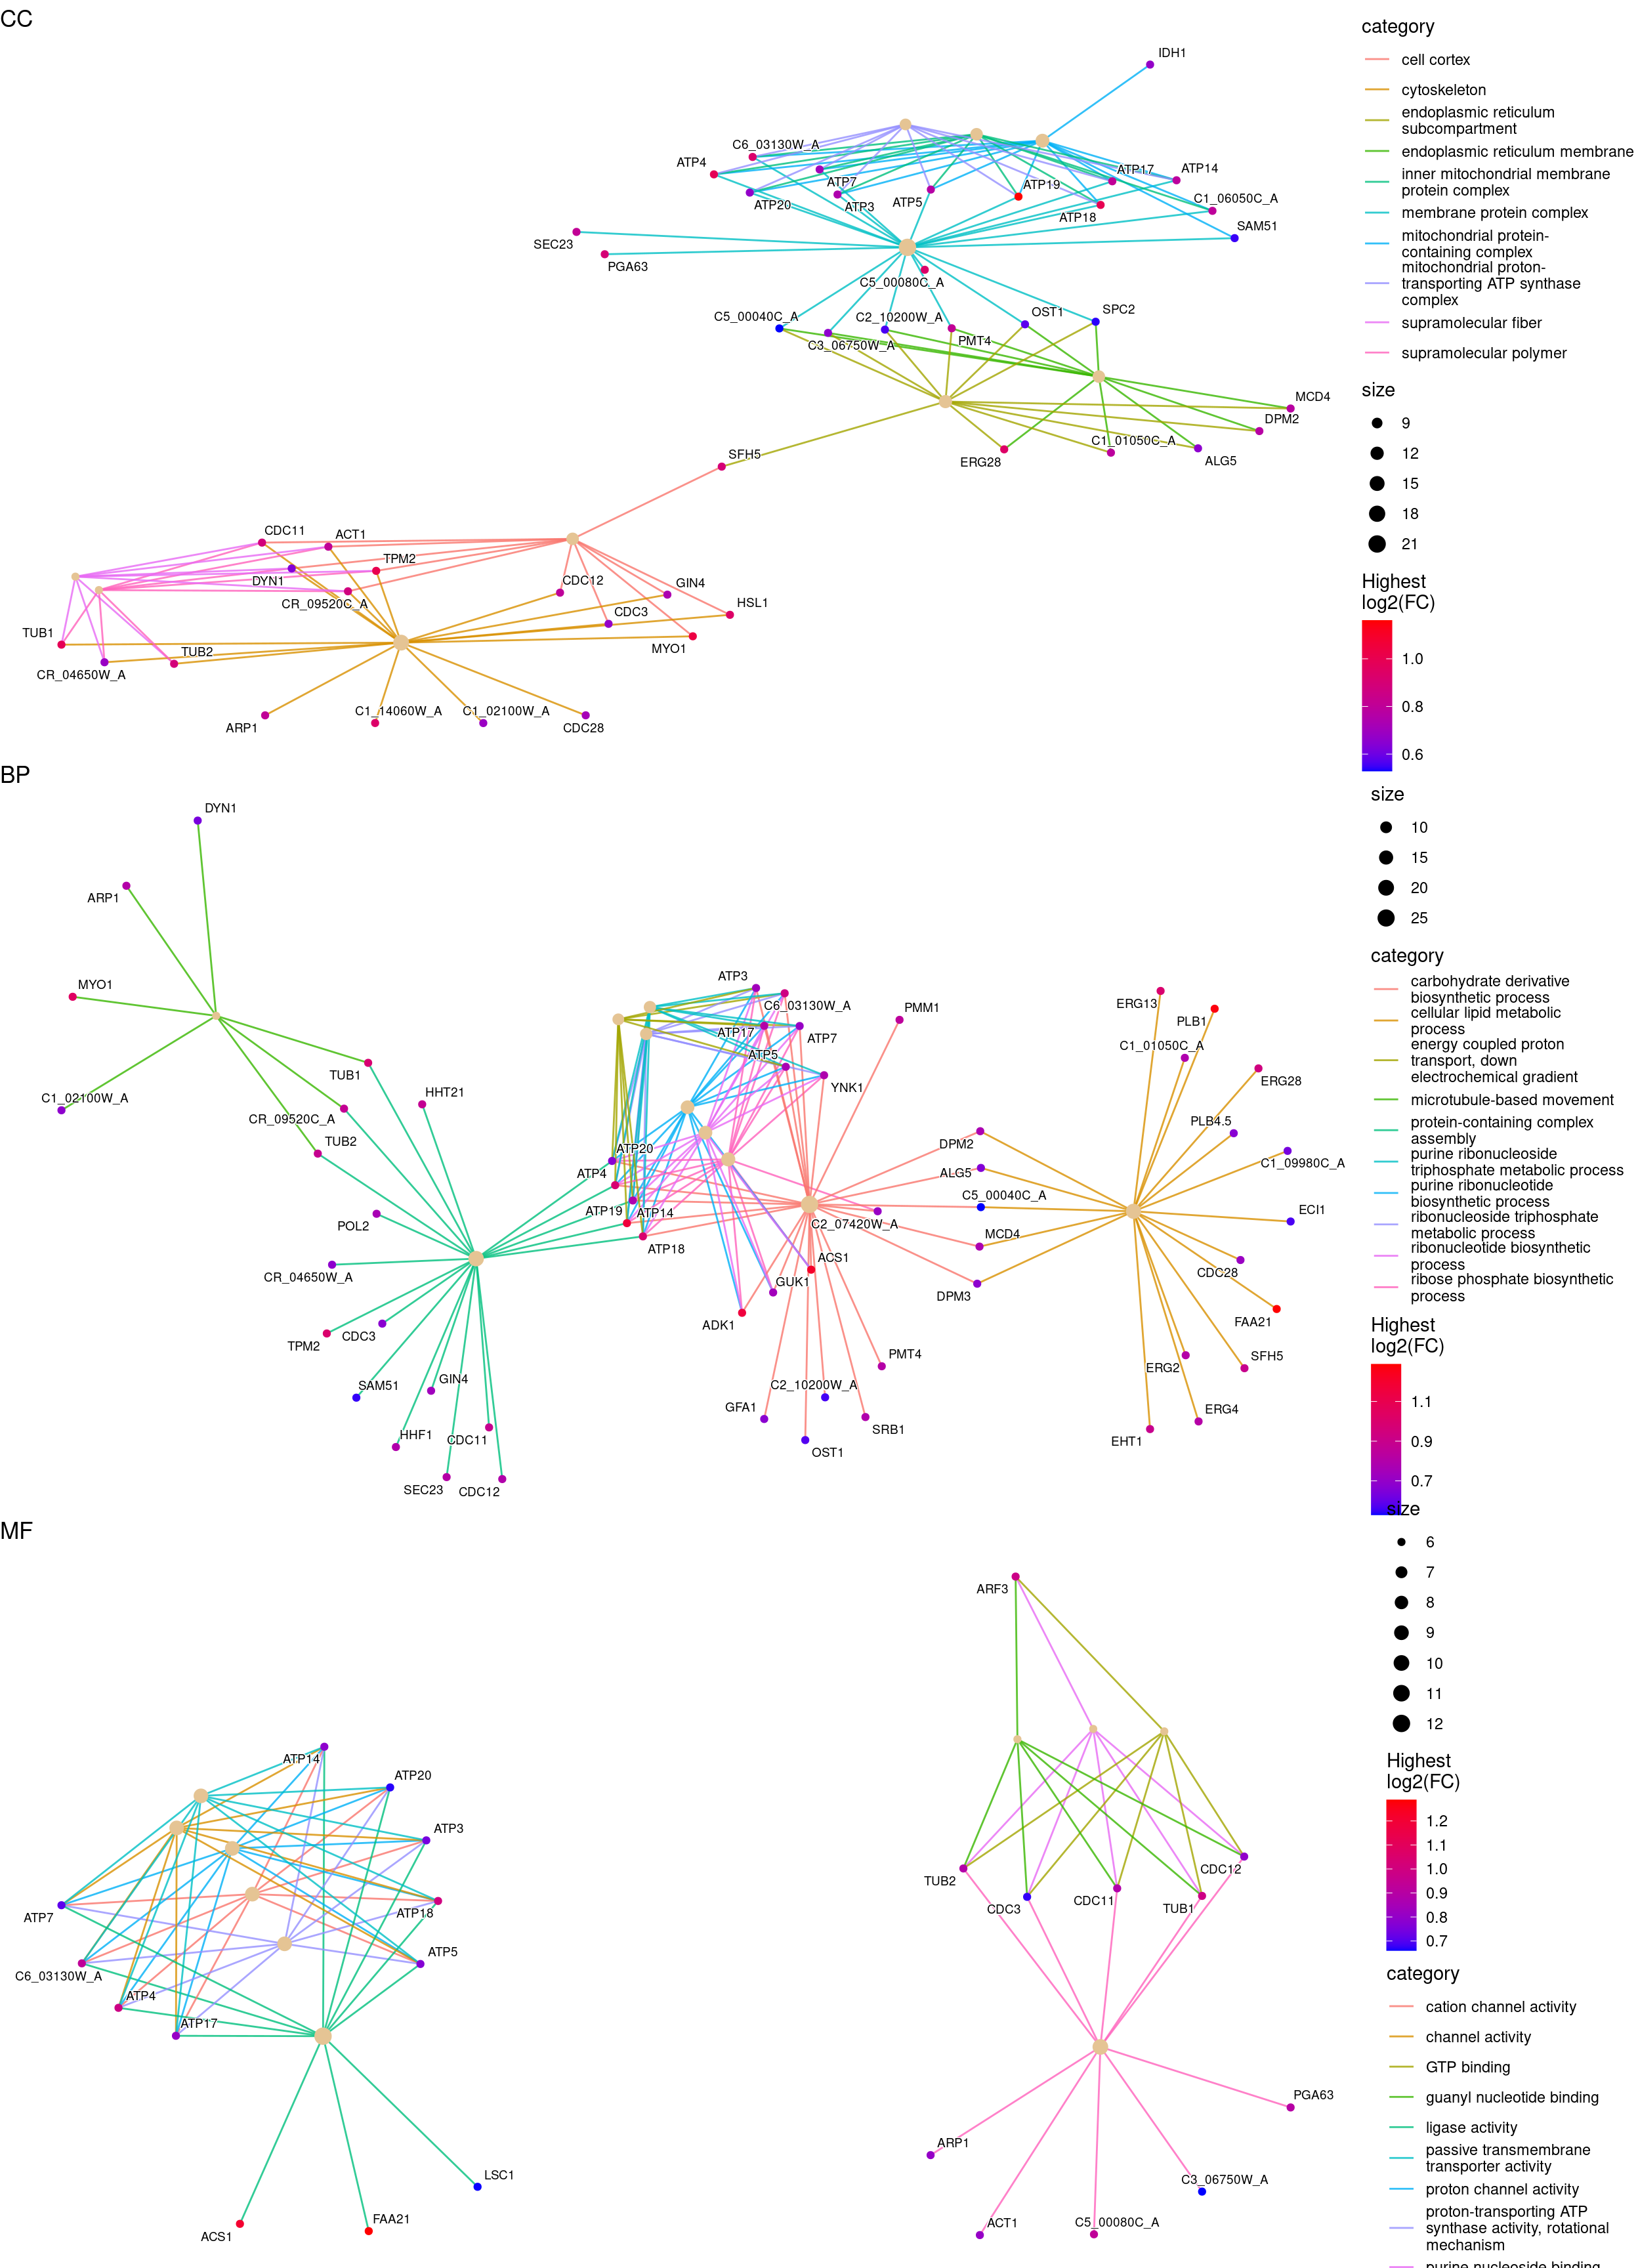 CC
IDH1
C6_03130W_A
ATP4
ATP17
ATP14
ATP7
ATP19
C1_06050C_A
ATP20
ATP3
ATP5
ATP18
SAM51
SEC23
PGA63
C5_00080C_A
C5_00040C_A
C2_10200W_A
OST1
SPC2
C3_06750W_A
PMT4
MCD4
DPM2
C1_01050C_A
SFH5
ERG28
ALG5
CDC11
ACT1
TPM2
DYN1
CDC12
GIN4
CR_09520C_A
CDC3
HSL1
TUB1
TUB2
MYO1
CR_04650W_A
C1_14060W_A
C1_02100W_A
ARP1
CDC28
category
cell cortex
cytoskeleton
endoplasmic reticulum
subcompartment
endoplasmic reticulum membrane
inner mitochondrial membrane
protein complex
membrane protein complex
mitochondrial protein-
containing complex
mitochondrial proton-
transporting ATP synthase
complex
supramolecular fiber
supramolecular polymer
size
9
12
15
18
21
Highest
log2(FC)
1.0
0.8
0.6
BP
DYN1
ARP1
MYO1
C1_02100W_A
TUB1
HHT21
CR_09520C_A
TUB2
POL2
CR_04650W_A
TPM2
CDC3
SAM51
GIN4
HHF1
CDC11
SEC23
CDC12
ATP3
C6_03130W_A
ATP17
ATP7
ATP5
YNK1
PMM1
ATP20
ATP4
ATP19
ATP14
ATP18
C2_07420W_A
ACS1
GUK1
ADK1
PMT4
C2_10200W_A
GFA1
SRB1
OST1
DPM2
ALG5
C5_00040C_A
MCD4
DPM3
ERG13
PLB1
C1_01050C_A
ERG28
PLB4.5
C1_09980C_A
ECI1
CDC28
FAA21
ERG2
SFH5
ERG4
EHT1
size
10
15
20
25
category
carbohydrate derivative
biosynthetic process
cellular lipid metabolic
process
energy coupled proton
transport, down
electrochemical gradient
microtubule-based movement
protein-containing complex
assembly
purine ribonucleoside
triphosphate metabolic process
purine ribonucleotide
biosynthetic process
ribonucleoside triphosphate
metabolic process
ribonucleotide biosynthetic
process
ribose phosphate biosynthetic
process
Highest
log2(FC)
1.1
0.9
0.7
MF
ATP14
ATP20
ATP3
ATP7
ATP18
ATP5
C6_03130W_A
ATP4
ATP17
LSC1
ACS1
FAA21
ARF3
TUB2
CDC3
CDC11
TUB1
CDC12
PGA63
ARP1
C3_06750W_A
ACT1
C5_00080C_A
size
6
7
8
9
10
11
12
Highest
log2(FC)
1.2
1.1
1.0
0.9
0.8
0.7
category
cation channel activity
channel activity
GTP binding
guanyl nucleotide binding
ligase activity
passive transmembrane
transporter activity
proton channel activity
proton-transporting ATP
synthase activity, rotational
mechanism
purine nucleoside binding